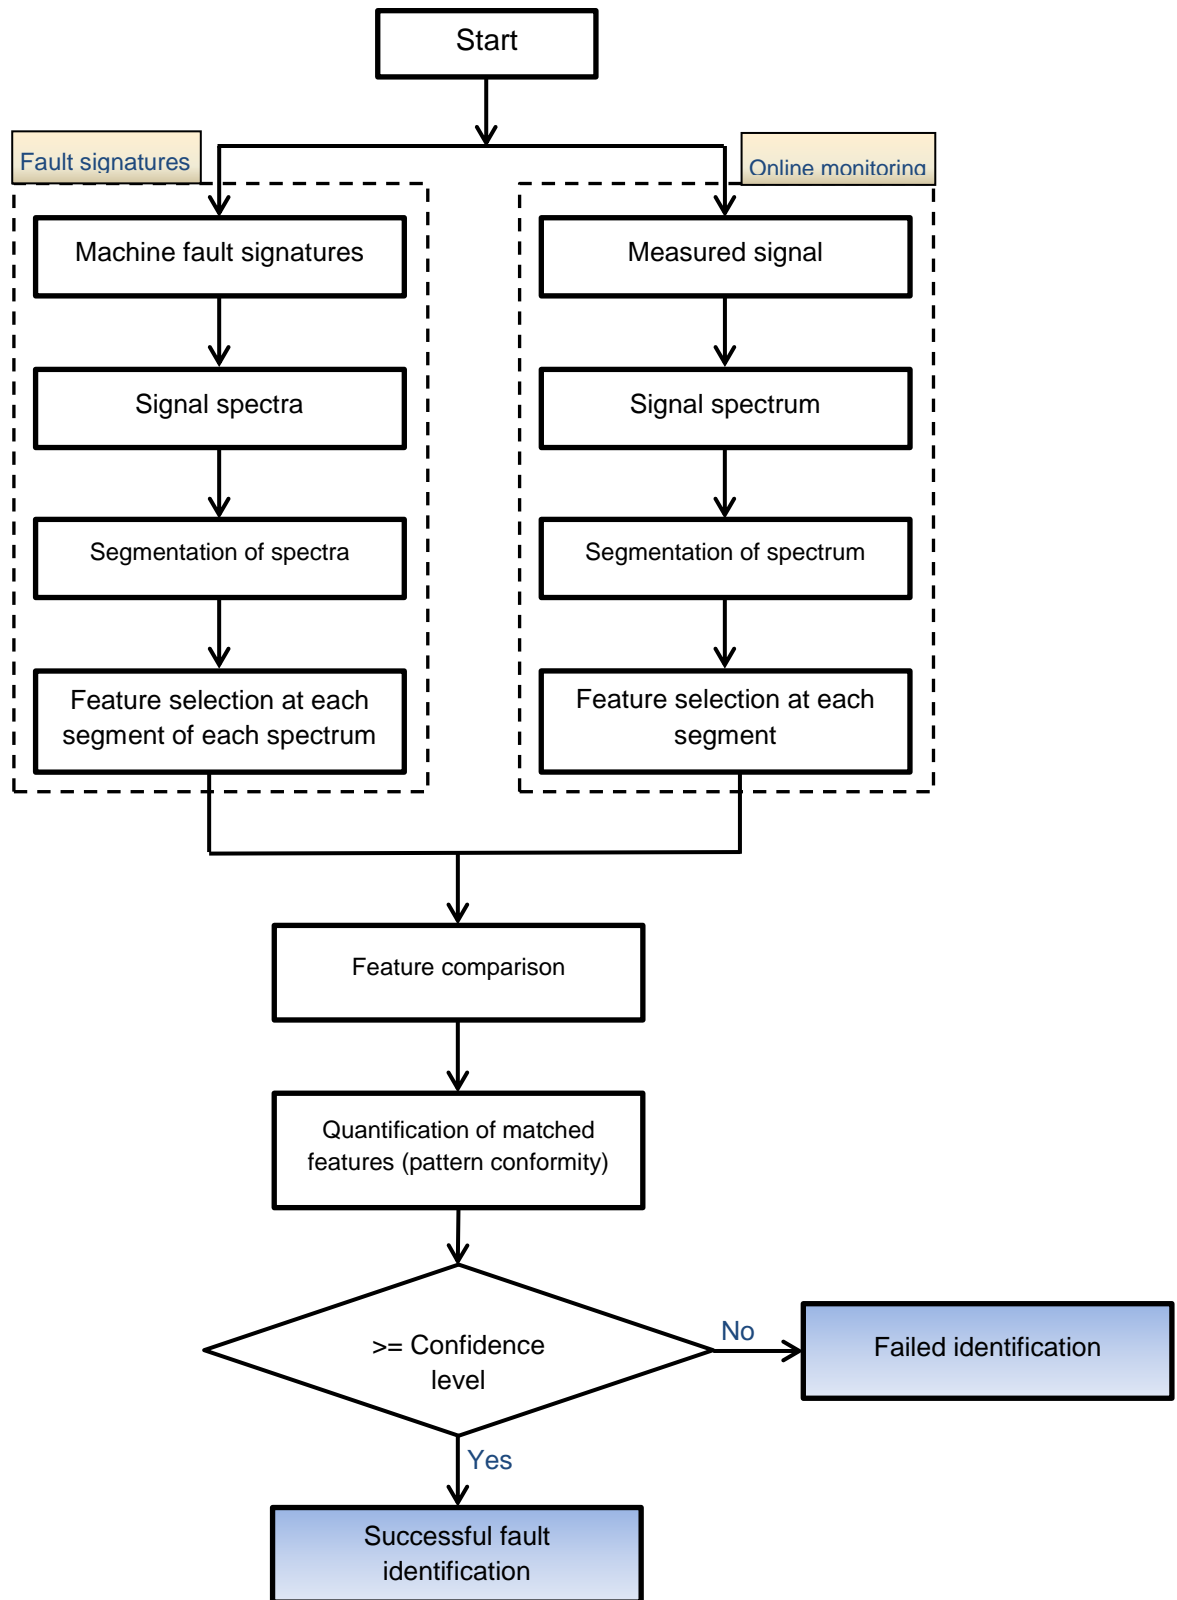 Start
Fault signatures
Online monitoring
Machine fault signatures
Measured signal
Signal spectra
Signal spectrum
Segmentation of spectra
Segmentation of spectrum
Feature selection at each
segment of each spectrum
Feature selection at each
segment
Feature comparison
Quantification of matched
features (pattern conformity)
>= Confidence
level
No
Failed identification
Yes
Successful fault
identification